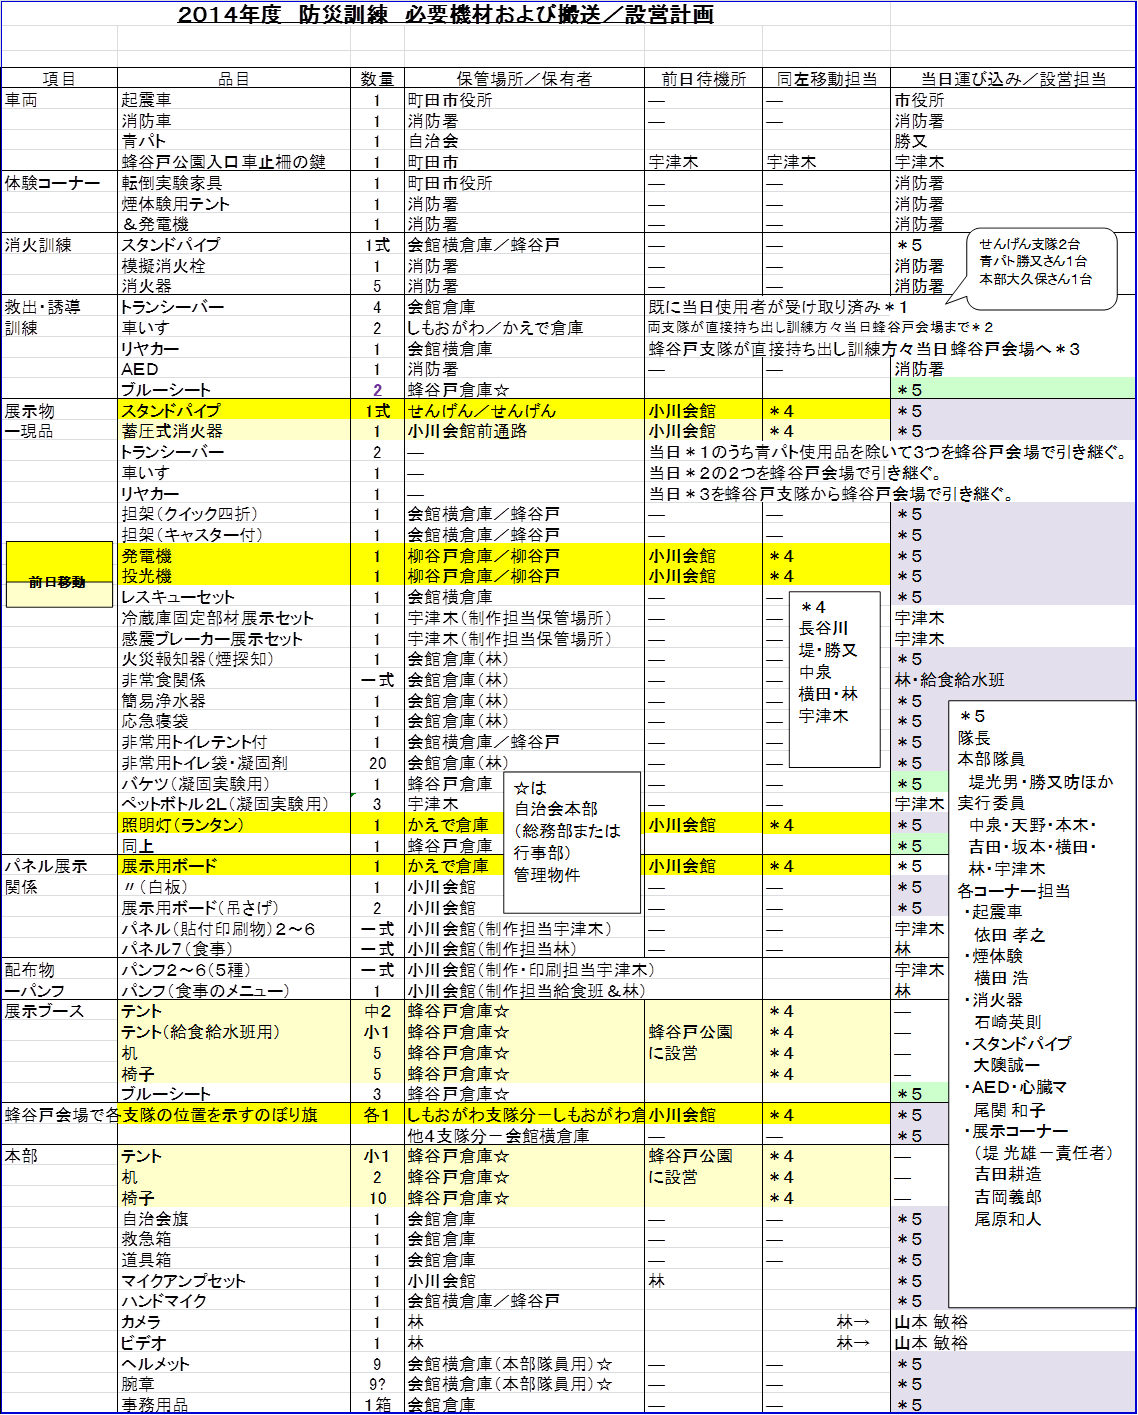 ２０１４年度　防災訓練　必要機材および搬送／設営計画
項目 品目 数量 保管場所／保有者 前日待機所 同左移動担当 当日運び込み／設営担当
車両 起震車 1 町田市役所 ― ― 市役所
消防車 1 消防署 ― ― 消防署
青パト 1 自治会 勝又
蜂谷戸公園入口車止柵の鍵 1 町田市 宇津木 宇津木 宇津木
体験コーナー 転倒実験家具 1 町田市役所 ― ― 消防署
煙体験用テント 1 消防署 ― ― 消防署
＆発電機 1 消防署 ― ― 消防署
消火訓練 スタンドパイプ 1式 会館横倉庫／蜂谷戸 ― ― ＊５
模擬消火栓 1 消防署 ― ― 消防署
消火器 5 消防署 ― ― 消防署
せんげん支隊２台
青パト勝又さん１台
本部大久保さん１台
救出・誘導 トランシーバー 4 会館倉庫 既に当日使用者が受け取り済み＊１
訓練 車いす 2 しもおがわ／かえで倉庫 両支隊が直接持ち出し訓練方々当日蜂谷戸会場まで＊２
リヤカー 1 会館横倉庫 蜂谷戸支隊が直接持ち出し訓練方々当日蜂谷戸会場へ＊３
AED 1 消防署 ― ― 消防署
ブルーシート 2 蜂谷戸倉庫☆ ＊５
展示物 スタンドパイプ 1式 せんげん／せんげん 小川会館 ＊４ ＊５
ー現品 蓄圧式消火器 1 小川会館前通路 小川会館 ＊４ ＊５
トランシーバー 2 ― 当日＊１のうち青パト使用品を除いて３つを蜂谷戸会場で引き継ぐ。
車いす 1 ― 当日＊２の２つを蜂谷戸会場で引き継ぐ。
リヤカー 1 ― 当日＊３を蜂谷戸支隊から蜂谷戸会場で引き継ぐ。
担架（クイック四折） 1 会館横倉庫／蜂谷戸 ― ― ＊５
担架（キャスター付） 1 会館横倉庫／蜂谷戸 ― ― ＊５
発電機 1 柳谷戸倉庫／柳谷戸 小川会館 ＊４ ＊５
前日移動 投光機 1 柳谷戸倉庫／柳谷戸 小川会館 ＊４ ＊５
レスキューセット 1 会館横倉庫 ― ― ＊５
冷蔵庫固定部材展示セット 1 宇津木（制作担当保管場所） ― 宇津木
感震ブレーカー展示セット 1 宇津木（制作担当保管場所） ― 宇津木
火災報知器（煙探知） 1 会館倉庫（林） ― ＊５
非常食関係 一式 会館倉庫（林） ― 林・給食給水班
簡易浄水器 1 会館倉庫（林） ― ＊５
応急寝袋 1 会館倉庫（林） ― ＊５
非常用トイレテント付 1 会館横倉庫／蜂谷戸 ― ＊５
非常用トイレ袋・凝固剤 20 会館倉庫（林） ― ＊５
＊４
長谷川
堤・勝又
中泉
横田・林
宇津木
バケツ（凝固実験用） 1 蜂谷戸倉庫 ― ― ＊５
ペットボトル２L（凝固実験用） 3 宇津木 ― ― 宇津木
照明灯（ランタン） 1 かえで倉庫 小川会館 ＊４ ＊５
同上 1 蜂谷戸倉庫 ＊５
パネル展示 展示用ボード 1 かえで倉庫 小川会館 ＊４ ＊５
関係 〃（白板） 1 小川会館 ― ― ＊５
展示用ボード（吊さげ） 2 小川会館 ― ― ＊５
☆は
自治会本部
（総務部または
行事部）
管理物件
パネル（貼付印刷物）２～６ 一式 小川会館（制作担当宇津木） ― ― 宇津木
パネル７（食事） 一式 小川会館（制作担当林） ― ― 林
配布物 パンフ２～６（５種） 一式 小川会館（制作・印刷担当宇津木） 宇津木
ーパンフ パンフ（食事のメニュー） 1 小川会館（制作担当給食班＆林） 林
展示ブース テント 中2 蜂谷戸倉庫☆ ＊４ ―
テント（給食給水班用） 小1 蜂谷戸倉庫☆ 蜂谷戸公園 ＊４ ―
机 5 蜂谷戸倉庫☆ に設営 ＊４ ―
椅子 5 蜂谷戸倉庫☆ ＊４ ―
ブルーシート 3 蜂谷戸倉庫☆ ＊５
蜂谷戸会場で各支隊の位置を示すのぼり旗 各1 しもおがわ支隊分－しもおがわ倉 小川会館 ＊４ ＊５
他４支隊分－会館横倉庫 ― ― ＊５
本部 テント 小1 蜂谷戸倉庫☆ 蜂谷戸公園 ＊４ ―
机 2 蜂谷戸倉庫☆ に設営 ＊４ ―
椅子 10 蜂谷戸倉庫☆ ＊４ ―
自治会旗 1 会館倉庫 ― ― ＊５
救急箱 1 会館倉庫 ― ― ＊５
道具箱 1 会館倉庫 ― ― ＊５
マイクアンプセット 1 小川会館 林 ＊５
ハンドマイク 1 会館横倉庫／蜂谷戸 ＊５
＊５
隊長
本部隊員
堤光男・勝又昉ほか
実行委員
中泉・天野・本木・
吉田・坂本・横田・
林・宇津木
各コーナー担当
・起震車
依田 孝之
・煙体験
横田 浩
・消火器
石崎英則
・スタンドパイプ
大隩誠一
・AED・心臓マ
尾関 和子
・展示コーナー
（堤 光雄－責任者）
吉田耕造
吉岡義郎
尾原和人
カメラ 1 林 林→ 山本 敏裕
ビデオ 1 林 林→ 山本 敏裕
ヘルメット 9 会館横倉庫（本部隊員用）☆ ― ― ＊５
腕章 9? 会館横倉庫（本部隊員用）☆ ― ― ＊５
事務用品 1箱 会館倉庫 ― ― ＊５